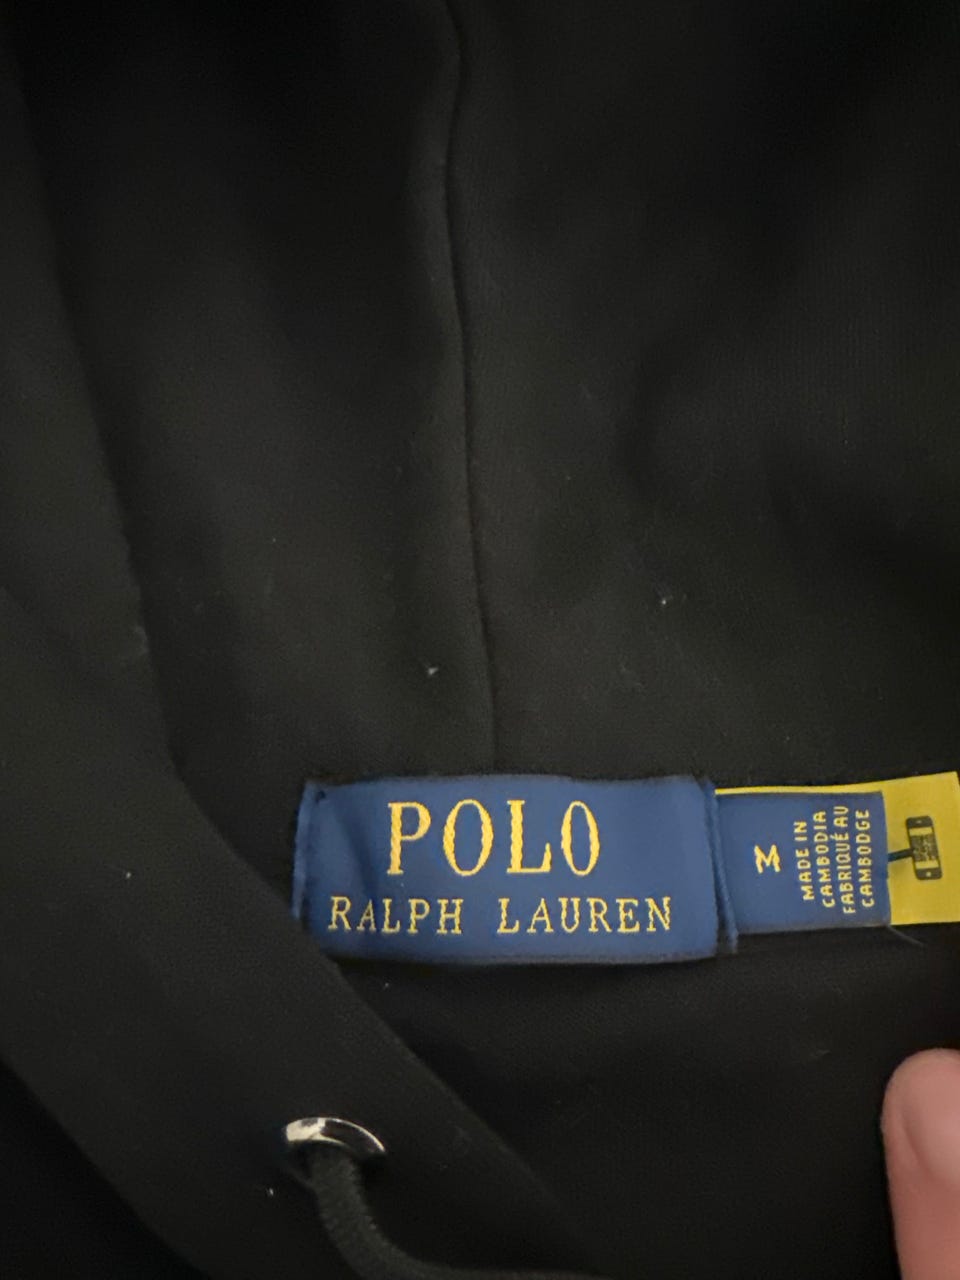 POLO
RALPH LAUREN
M
MADE IN
CAMBODIA
FABRIQUÉ AU
CAMBODGE